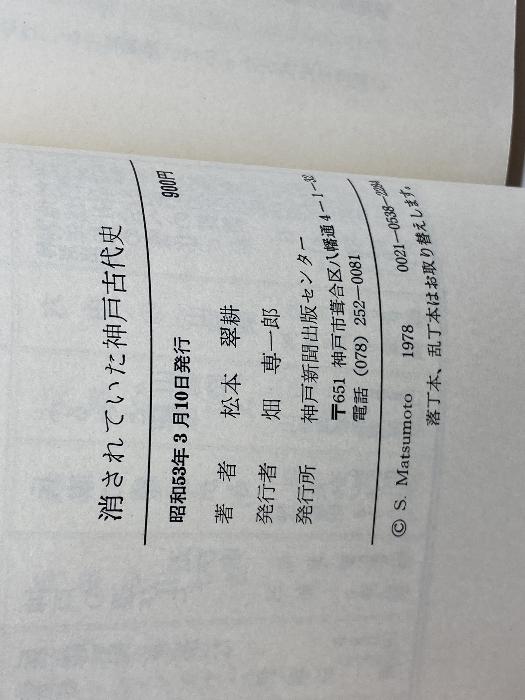 消されていた神戸古代史
昭和53年3月10日発行 900円
著者 松本 翠耕
発行者 畑 専一郎
発行所 神戸新聞出版センター
〒651 神戸市葺合区八幡通4-1-32
電話 (078) 252-0081
© S. Matsumoto 1978 0021-0538-2284
落丁本、乱丁本はお取り替えします。